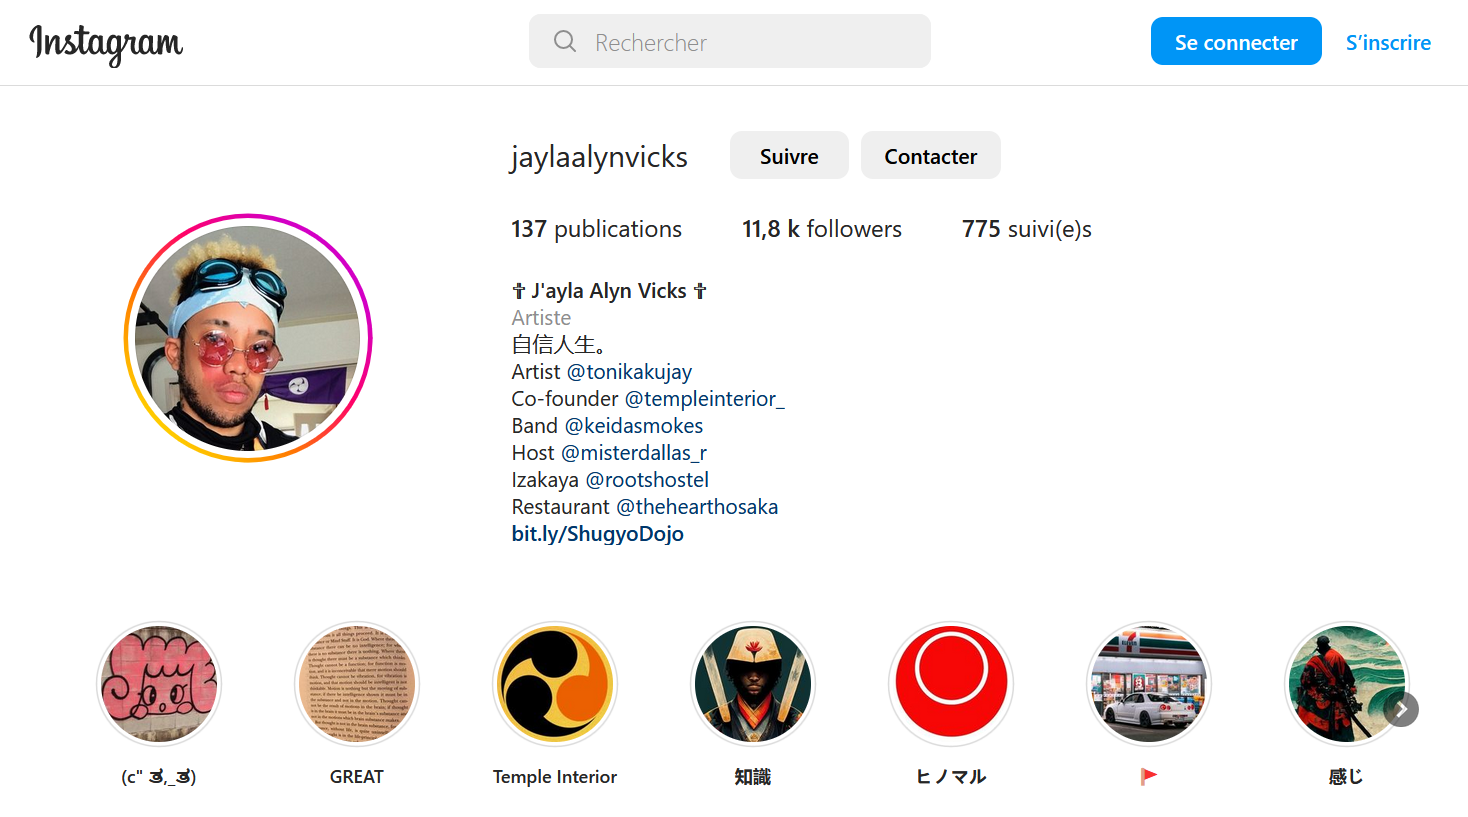 Instagram
Rechercher
Se connecter
S’inscrire
jaylaalynvicks
Suivre
Contacter
137 publications
11,8 k followers
775 suivi(e)s
✞ J'ayla Alyn Vicks ✞
Artiste
自信人生。
Artist @tonikakujay
Co-founder @templeinterior_
Band @keidasmokes
Host @misterdallas_r
Izakaya @rootshostel
Restaurant @thehearthosaka
bit.ly/ShugyoDojo
(c" ತ,_ತ)
GREAT
Temple Interior
知識
ヒノマル
🚩
感じ